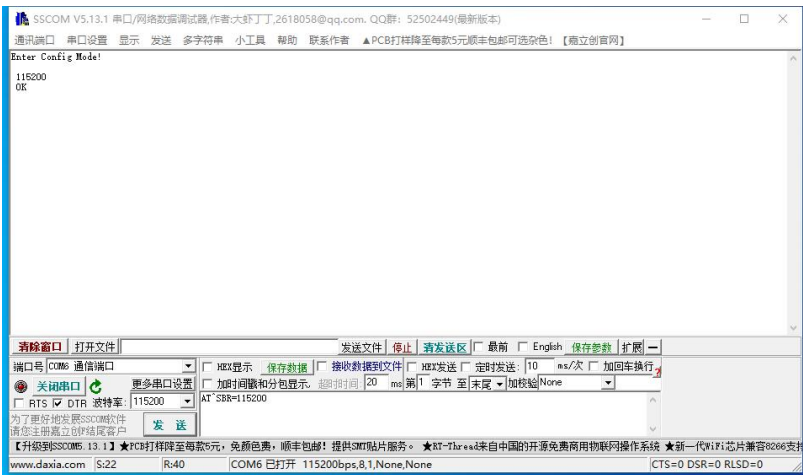 SSCOM V5.13.1 串口/网络数据调试器,作者:大虾丁丁,2618058@qq.com. QQ群: 52502449(最新版本)
通讯端口 串口设置 显示 发送 多字符串 小工具 帮助 联系作者 ▲PCB打样降至每款5元顺丰包邮可选杂色! 【嘉立创官网】
Enter Config Mode!
115200
OK
清除窗口 打开文件 发送文件 停止 清发送区 最前 English 保存参数 扩展 —
端口号 COM6 通信端口 HEX显示 保存数据 接收数据到文件 HEX发送 定时发送: 10 ms/次 加回车换行
关闭串口 更多串口设置 加时间戳和分包显示. 超时时间: 20 ms 第1 字节 至 末尾 加校验 None
RTS DTR 波特率: 115200 AT^SBR=115200
为了更好地发展SSCOM软件
请您注册嘉立创F结尾客户 发 送
【升级到SSCOM5.13.1】★PCB打样降至每款5元,免颜色费,顺丰包邮!提供SMT贴片服务。 ★RT-Thread来自中国的开源免费商用物联网操作系统 ★新一代WiFi芯片兼容8266支持
www.daxia.com S:22 R:40 COM6 已打开 115200bps,8,1,None,None CTS=0 DSR=0 RLSD=0